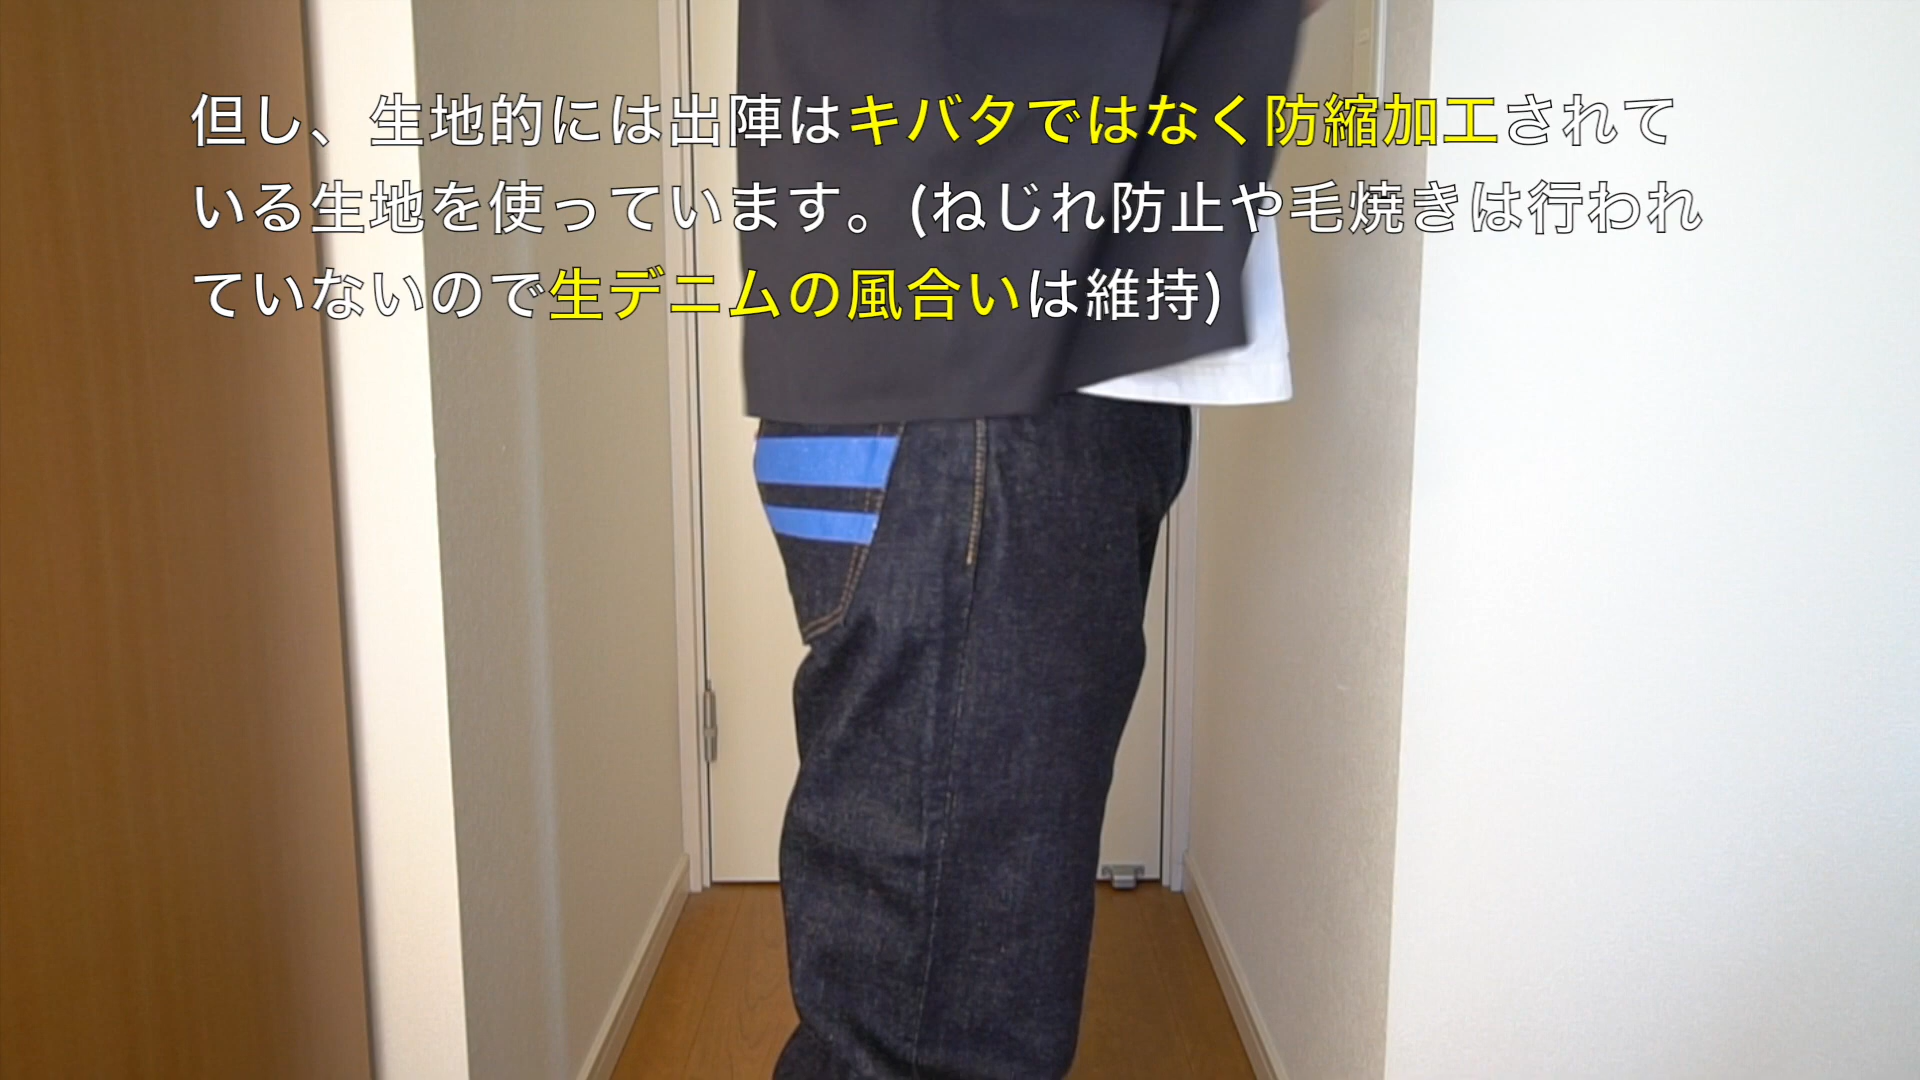 但し、生地的には出陣はキバタではなく防縮加工されて
いる生地を使っています。(ねじれ防止や毛焼きは行われ
ていないので生デニムの風合いは維持)